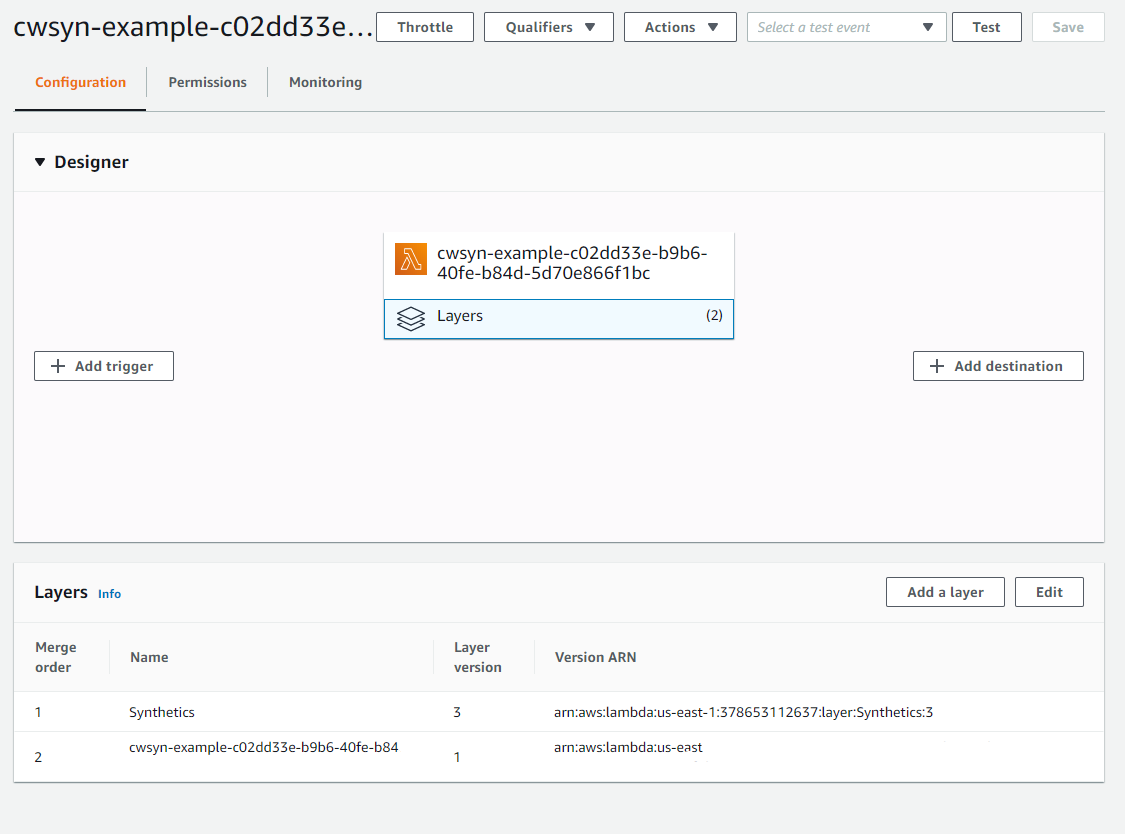 cwsyn-example-c02dd33e... Throttle Qualifiers Actions Select a test event Test Save
Configuration Permissions Monitoring
Designer
cwsyn-example-c02dd33e-b9b6-
40fe-b84d-5d70e866f1bc
Layers (2)
Add trigger Add destination
Layers Info Add a layer Edit
Merge order Name Layer version Version ARN
1 Synthetics 3 arn:aws:lambda:us-east-1:378653112637:layer:Synthetics:3
2 cwsyn-example-c02dd33e-b9b6-40fe-b84 1 arn:aws:lambda:us-east